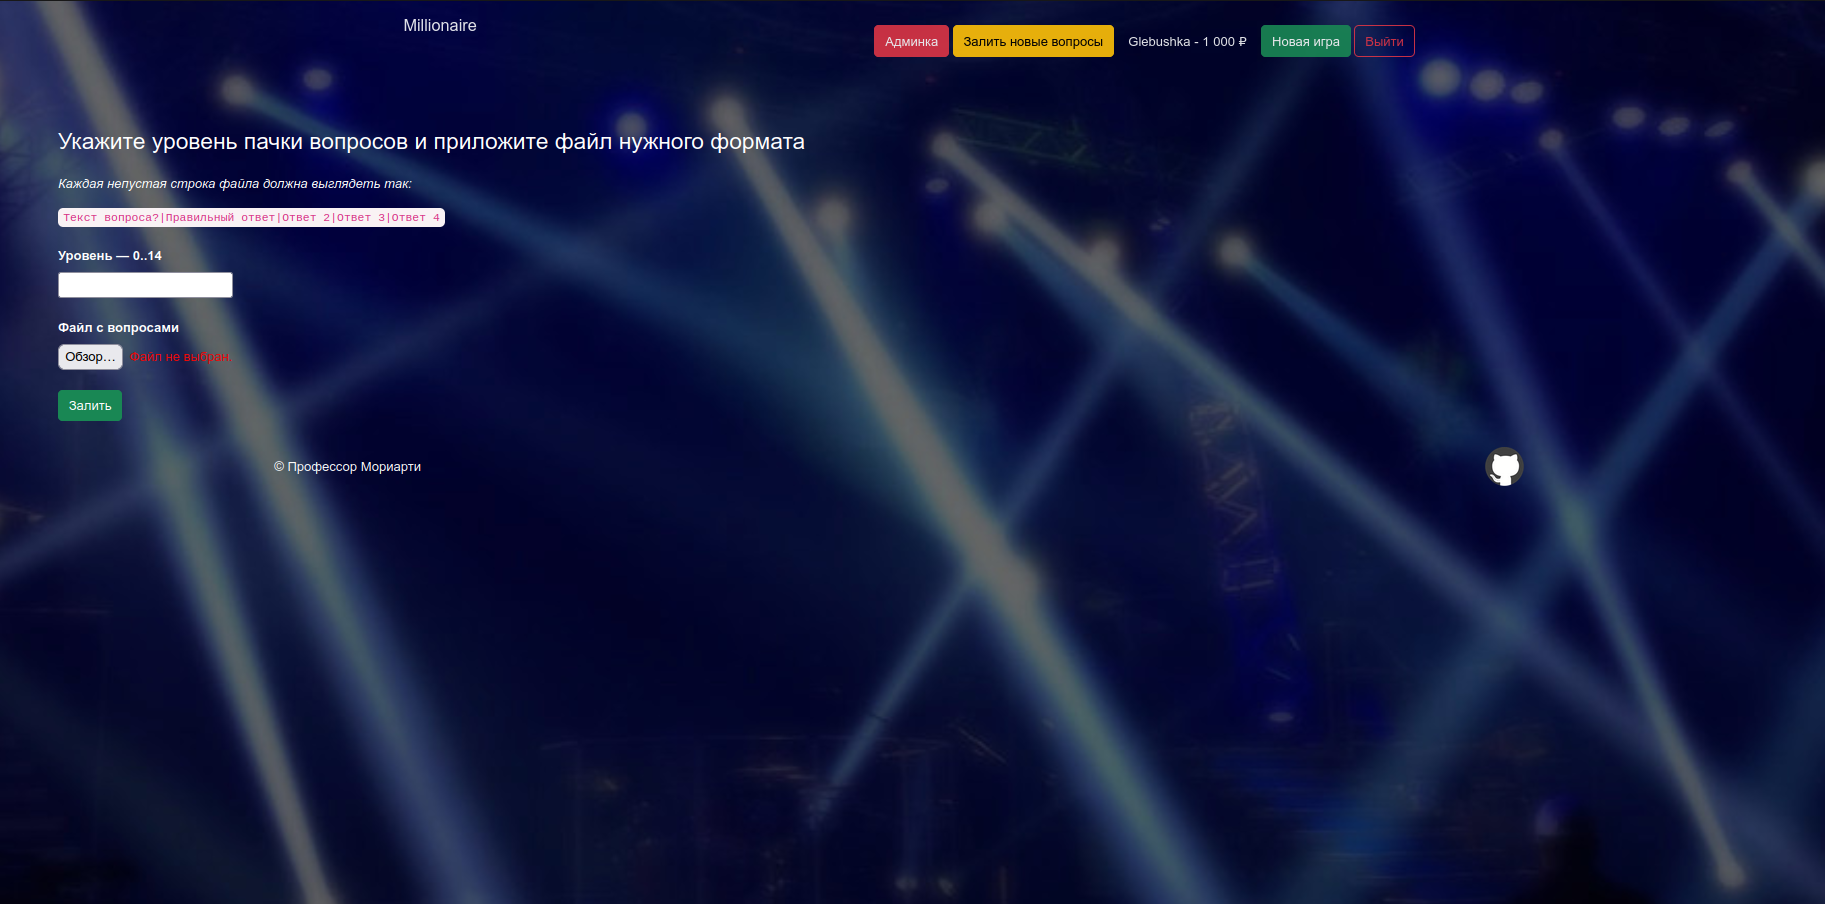 Millionaire
Админка
Залить новые вопросы
Glebushka - 1 000 ₽
Новая игра
Выйти
Укажите уровень пачки вопросов и приложите файл нужного формата
Каждая непустая строка файла должна выглядеть так:
Текст вопроса?|Правильный ответ|Ответ 2|Ответ 3|Ответ 4
Уровень — 0..14
Файл с вопросами
Обзор… Файл не выбран.
Залить
© Профессор Мориарти